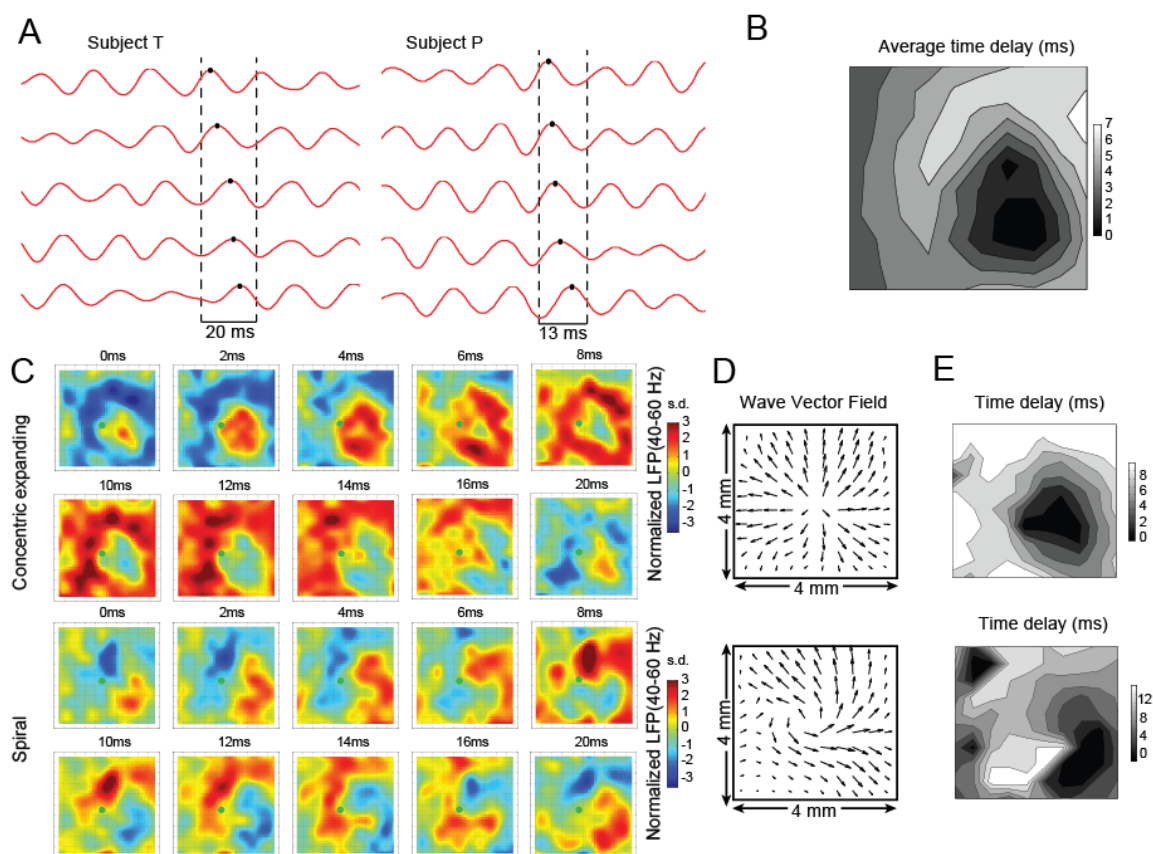 A
Subject T
Subject P
20 ms
13 ms
B
Average time delay (ms)
7
6
5
4
3
2
1
0
C
Concentric expanding
0ms
2ms
4ms
6ms
8ms
10ms
12ms
14ms
16ms
20ms
Normalized LFP(40-60 Hz)
s.d.
3
2
1
0
-1
-2
-3
Spiral
0ms
2ms
4ms
6ms
8ms
10ms
12ms
14ms
16ms
20ms
Normalized LFP(40-60 Hz)
s.d.
3
2
1
0
-1
-2
-3
D
Wave Vector Field
4 mm
4 mm
4 mm
4 mm
E
Time delay (ms)
8
6
4
2
0
Time delay (ms)
12
8
4
0